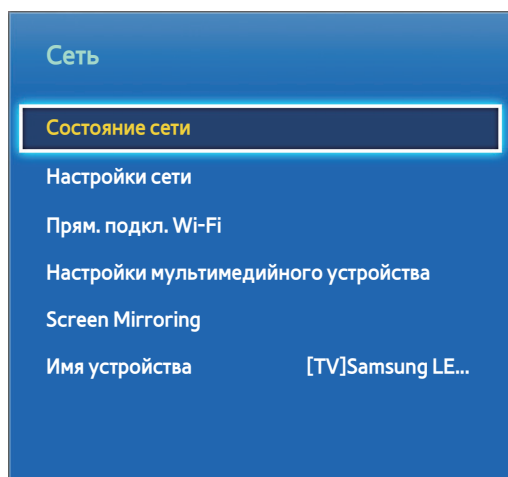 Сеть
Состояние сети
Настройки сети
Прям. подкл. Wi-Fi
Настройки мультимедийного устройства
Screen Mirroring
Имя устройства [TV]Samsung LE...